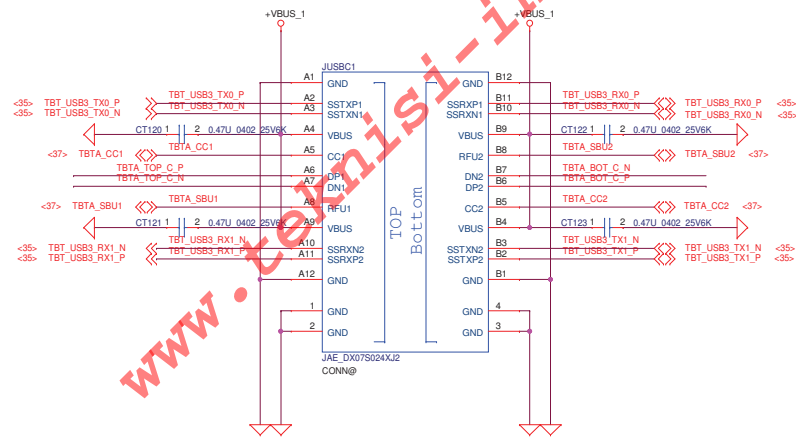 +VBUS_1 +VBUS_1
JUSBC1
A1 GND GND B12
<35> TBT_USB3_TX0_P TBT_USB3_TX0_P A2 SSTXP1 SSRXP1 B11 TBT_USB3_RX0_P TBT_USB3_RX0_P <35>
<35> TBT_USB3_TX0_N TBT_USB3_TX0_N A3 SSTXN1 SSRXN1 B10 TBT_USB3_RX0_N TBT_USB3_RX0_N <35>
CT120 1 2 0.47U_0402_25V6K A4 VBUS VBUS B9 CT122 1 2 0.47U_0402_25V6K
<37> TBTA_CC1 TBTA_CC1 A5 CC1 RFU2 B8 TBTA_SBU2 TBTA_SBU2 <37>
TBTA_TOP_C_P A6 DP1 DN2 B7 TBTA_BOT_C_N
TBTA_TOP_C_N A7 DN1 DP2 B6 TBTA_BOT_C_P
<37> TBTA_SBU1 TBTA_SBU1 A8 RFU1 CC2 B5 TBTA_CC2 TBTA_CC2 <37>
CT121 1 2 0.47U_0402_25V6K A9 VBUS VBUS B4 CT123 1 2 0.47U_0402_25V6K
<35> TBT_USB3_RX1_N TBT_USB3_RX1_N A10 SSRXN2 SSTXN2 B3 TBT_USB3_TX1_N TBT_USB3_TX1_N <35>
<35> TBT_USB3_RX1_P TBT_USB3_RX1_P A11 SSRXP2 SSTXP2 B2 TBT_USB3_TX1_P TBT_USB3_TX1_P <35>
A12 GND GND B1
1 GND GND 4
2 GND GND 3
TOP
Bottom
JAE_DX07S024XJ2
CONN@
www.teknisi-in